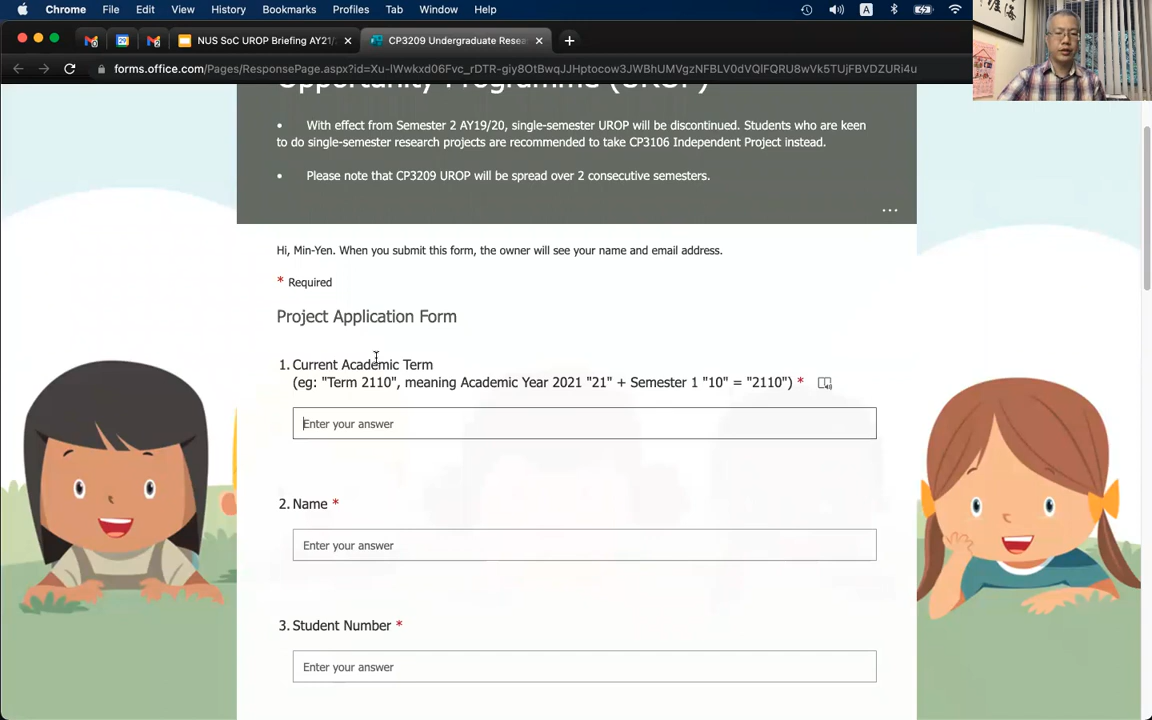 Chrome File Edit View History Bookmarks Profiles Tab Window Help
NUS SoC UROP Briefing AY21/
CP3209 Undergraduate Resea
forms.office.com/Pages/ResponsePage.aspx?id=Xu-lWwkxd06Fvc_rDTR-giy8OtBwqJJHptocow3JWBhUMVgzNFBLV0dVQlFQRU8wVk5TUjFBVDZURi4u
Opportunity Programme (UROP)
• With effect from Semester 2 AY19/20, single-semester UROP will be discontinued. Students who are keen
to do single-semester research projects are recommended to take CP3106 Independent Project instead.
• Please note that CP3209 UROP will be spread over 2 consecutive semesters.
...
Hi, Min-Yen. When you submit this form, the owner will see your name and email address.
* Required
Project Application Form
1. Current Academic Term
(eg: "Term 2110", meaning Academic Year 2021 "21" + Semester 1 "10" = "2110") *
Enter your answer
2. Name *
Enter your answer
3. Student Number *
Enter your answer